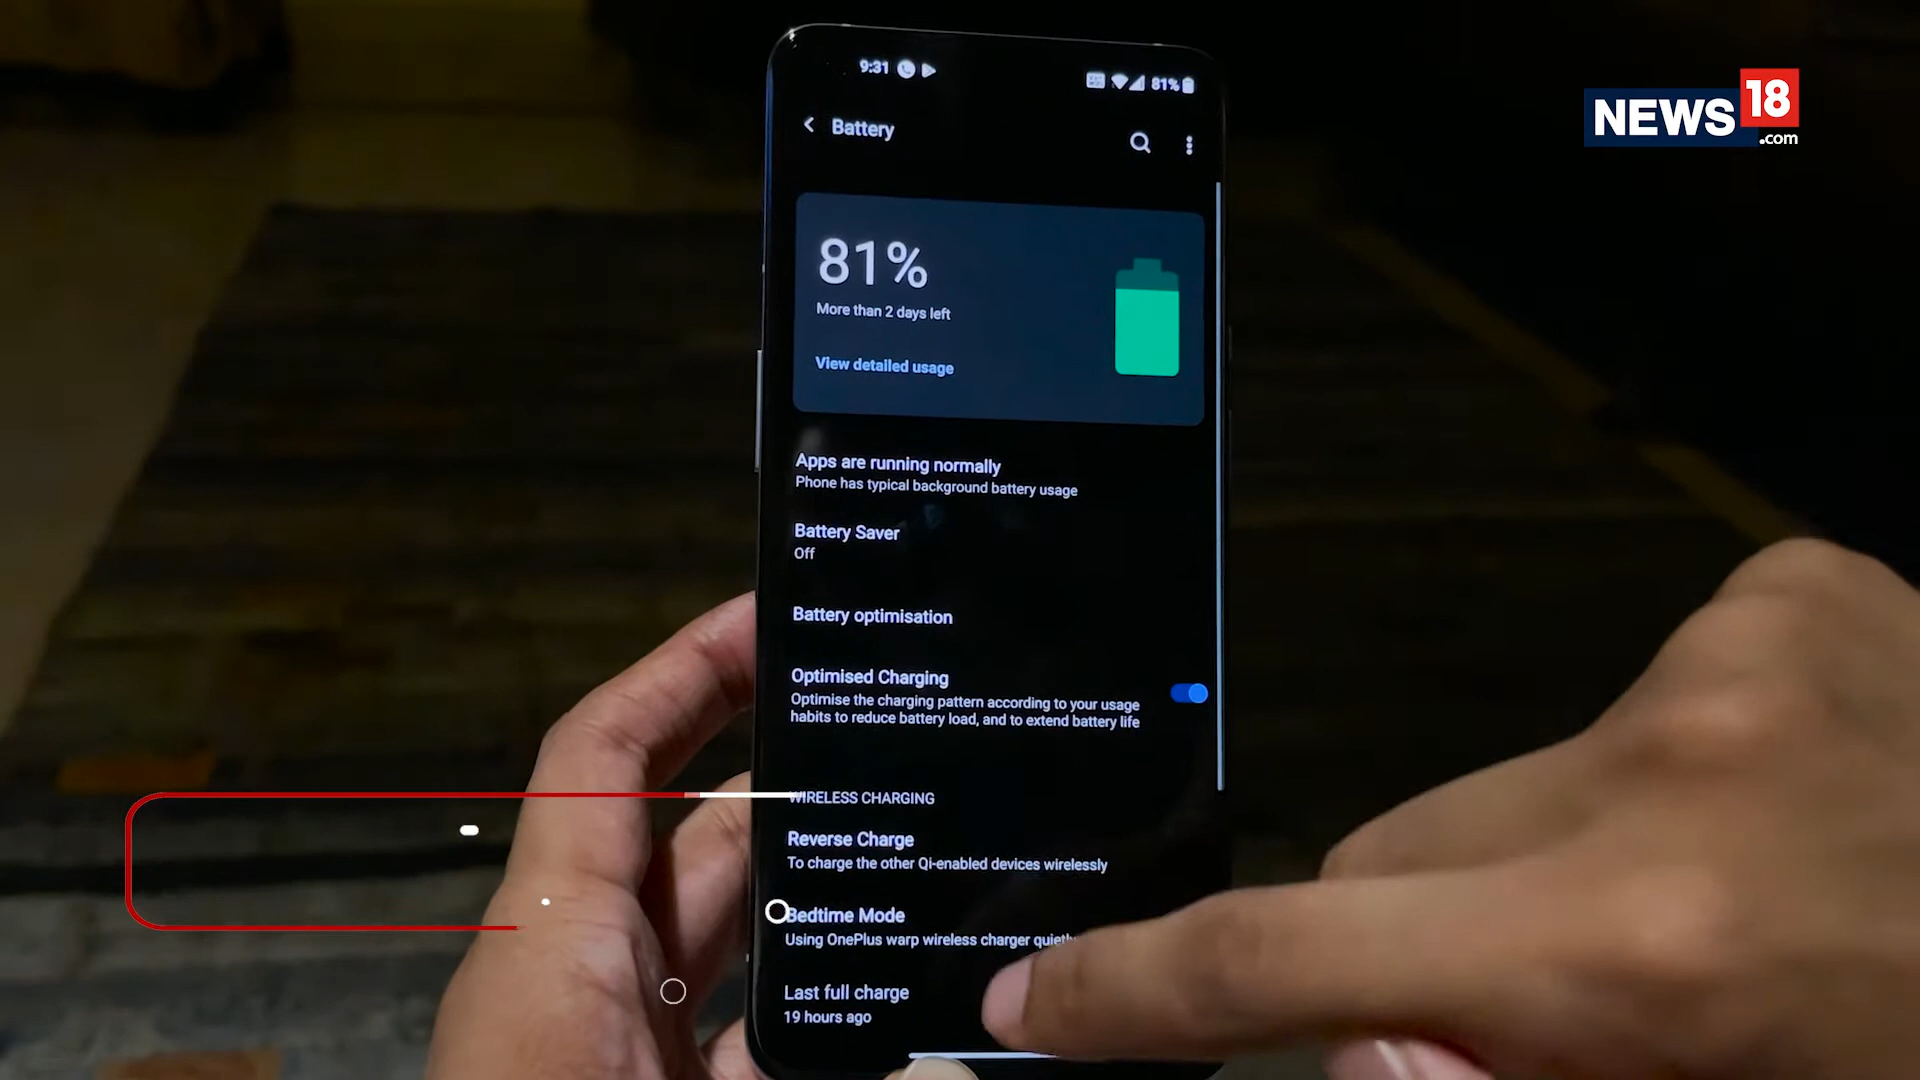 9:31
81%
NEWS 18
.com
Battery
81%
More than 2 days left
View detailed usage
Apps are running normally
Phone has typical background battery usage
Battery Saver
Off
Battery optimisation
Optimised Charging
Optimise the charging pattern according to your usage
habits to reduce battery load, and to extend battery life
WIRELESS CHARGING
Reverse Charge
To charge the other Qi-enabled devices wirelessly
Bedtime Mode
Using OnePlus warp wireless charger quietly
Last full charge
19 hours ago